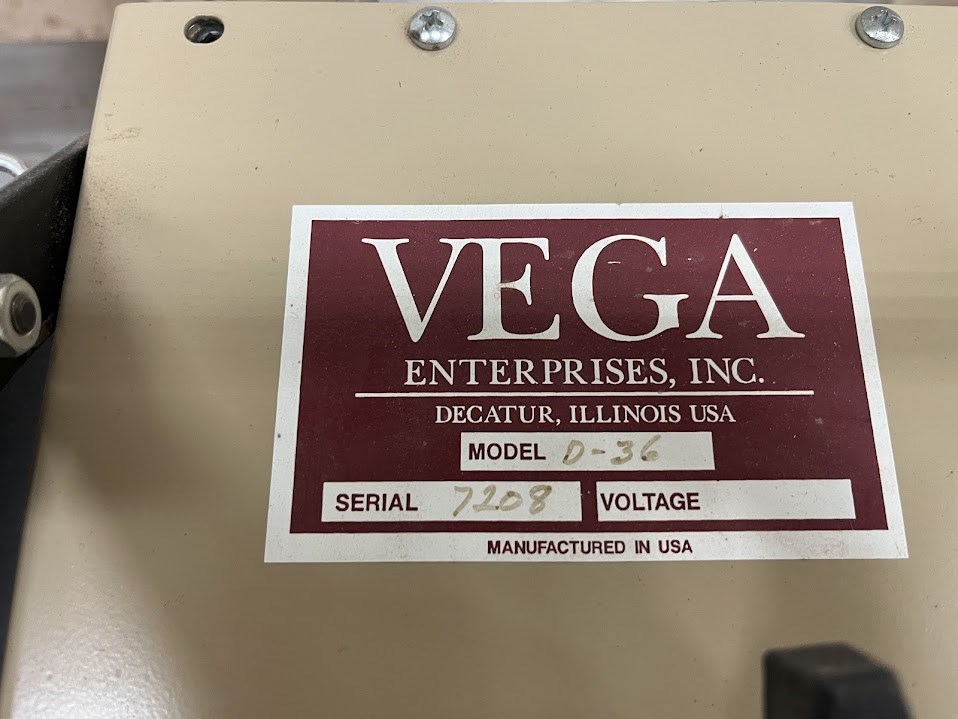 VEGA
ENTERPRISES, INC.
DECATUR, ILLINOIS USA
MODEL D-36
SERIAL 7208 VOLTAGE
MANUFACTURED IN USA